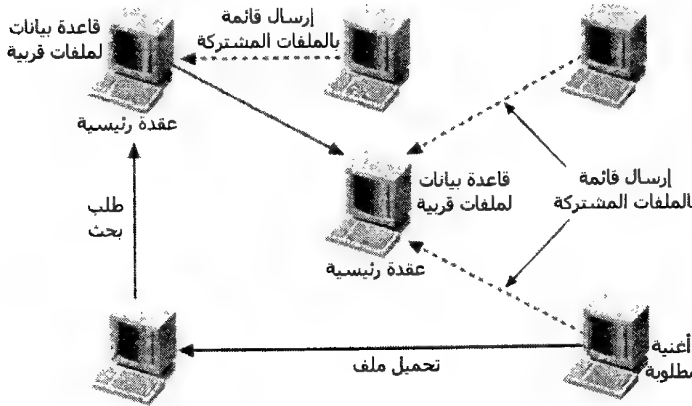 إرسال قائمة
بالملفات المشتركة
قاعدة بيانات
لملفات قريبة
عقدة رئيسية
قاعدة بيانات
لملفات قريبة
إرسال قائمة
بالملفات المشتركة
طلب
بحث
عقدة رئيسية
أغنية
مطلوبة
تحميل ملف